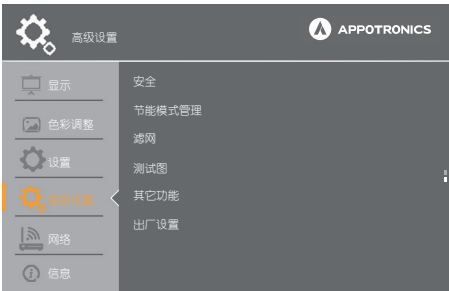 高级设置
APPOTRONICS
显示
色彩调整
设置
网络
信息
安全
节能模式管理
滤网
测试图
其它功能
出厂设置